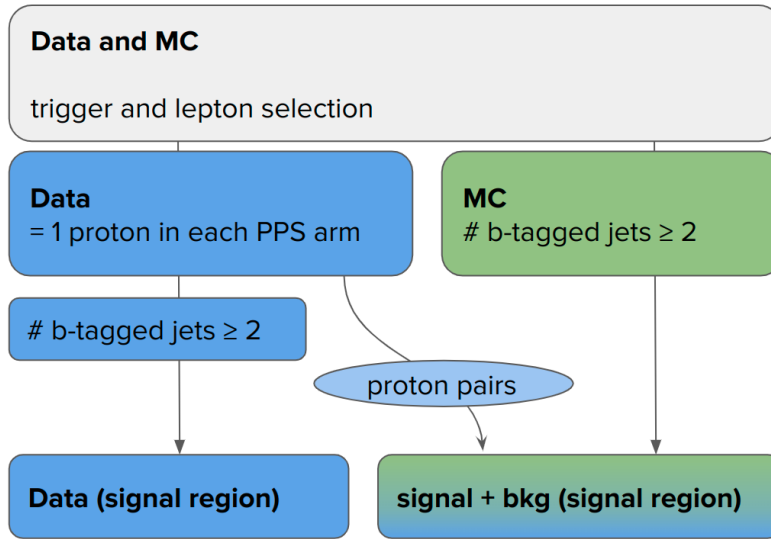 Data and MC
trigger and lepton selection
Data
= 1 proton in each PPS arm
MC
# b-tagged jets ≥ 2
# b-tagged jets ≥ 2
proton pairs
Data (signal region)
signal + bkg (signal region)